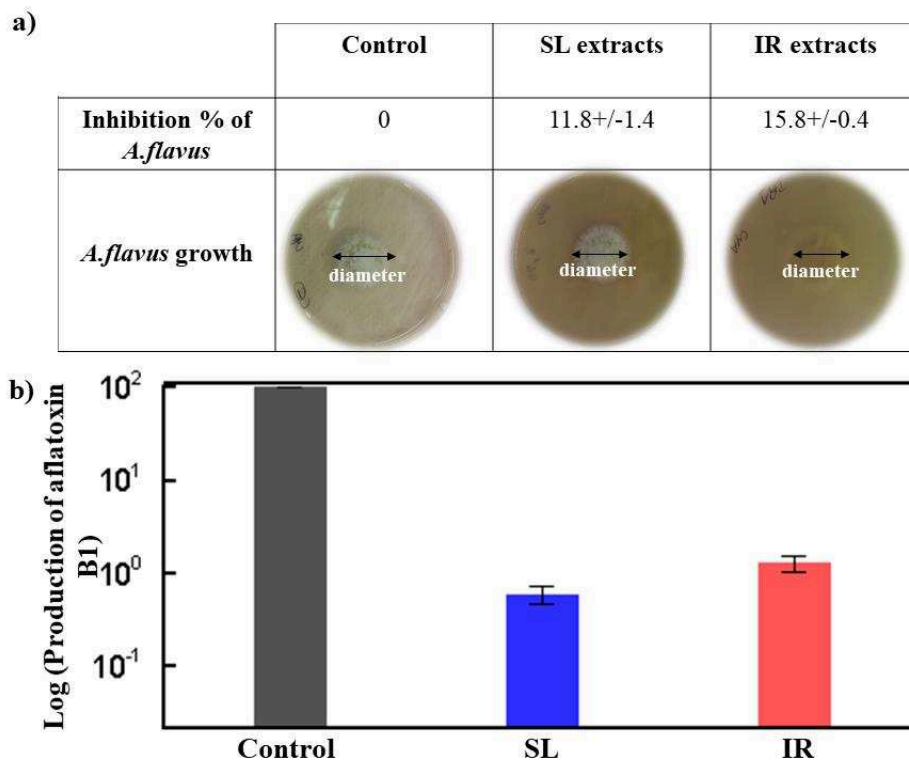 a)
Control SL extracts IR extracts
Inhibition % of 0 11.8+/-1.4 15.8+/-0.4
A.flavus
A.flavus growth
diameter diameter diameter
b)
Log (Production of aflatoxin
B1)
10²
10¹
10⁰
10⁻¹
Control SL IR